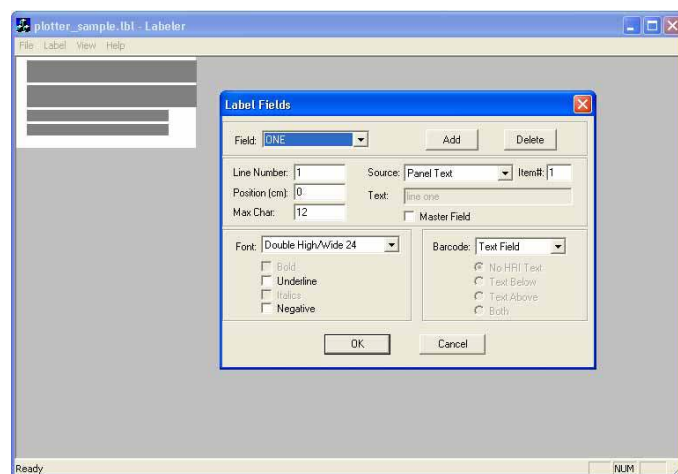 plotter_sample.lbl - Labeler
File Label View Help
Label Fields
Field: ONE Add Delete
Line Number: 1 Source: Panel Text Item#: 1
Position (cm): 0 Text: line one
Max Char: 12 Master Field
Font: Double High/Wide 24 Barcode: Text Field
Bold No HRI Text
Underline Text Below
Italics Text Above
Negative Both
OK Cancel
Ready NUM